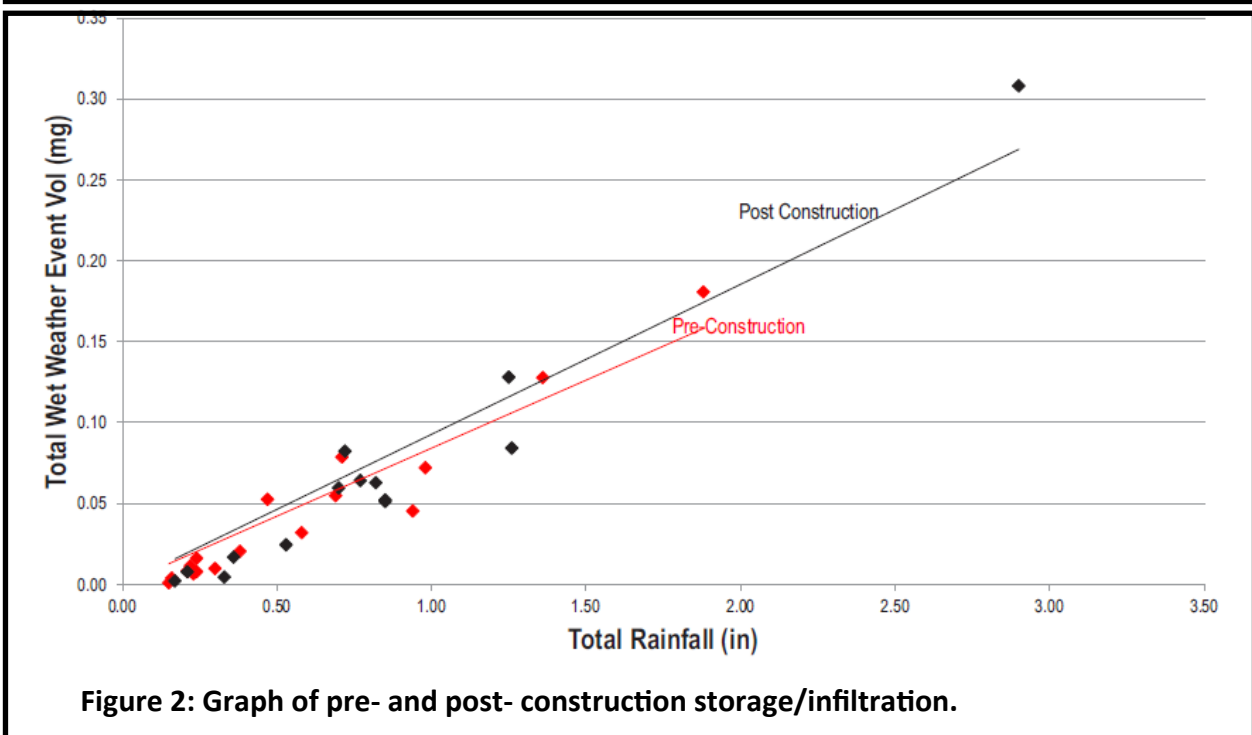 0.35
0.30
0.25
0.20
0.15
0.10
0.05
0.00
Total Wet Weather Event Vol (mg)
Post Construction
Pre-Construction
0.00 0.50 1.00 1.50 2.00 2.50 3.00 3.50
Total Rainfall (in)
Figure 2: Graph of pre- and post- construction storage/infiltration.